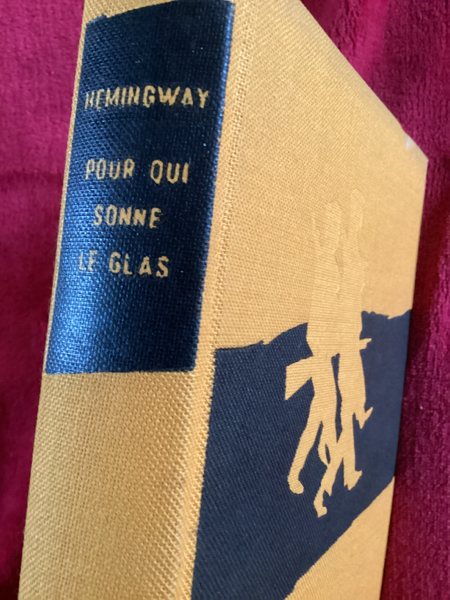 HEMINGWAY
POUR QUI
SONNE
LE GLAS